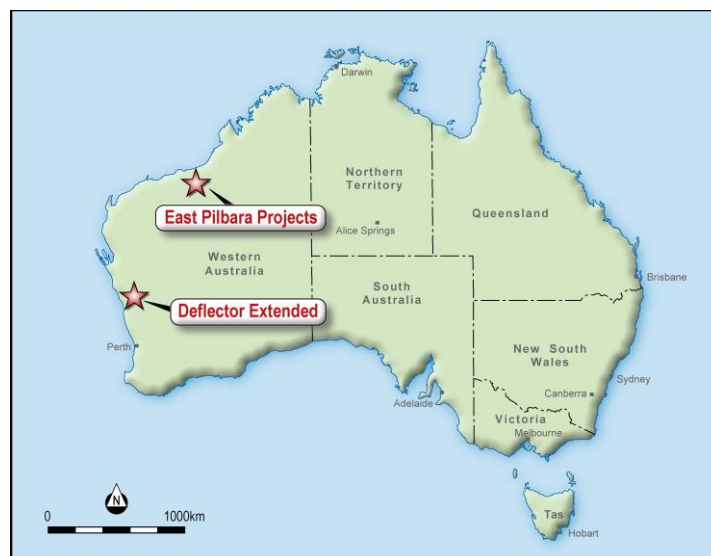 Darwin
Northern
Territory
East Pilbara Projects
Queensland
Alice Springs
Western
Australia
South
Australia
Brisbane
Deflector Extended
Perth
New South
Wales
Sydney
Canberra
Adelaide
Victoria
Melbourne
N
0 1000km
Tas
Hobart